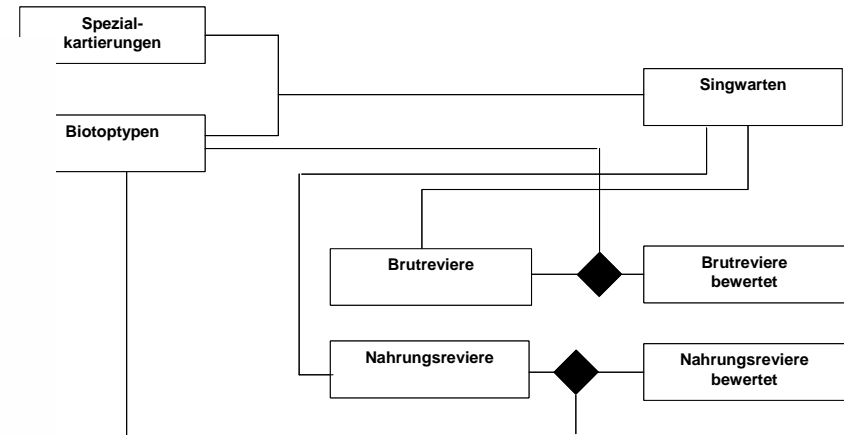 Spezial-
kartierungen
Singwarten
Biotoptypen
Brutreviere
Brutreviere
bewertet
Nahrungsreviere
Nahrungsreviere
bewertet